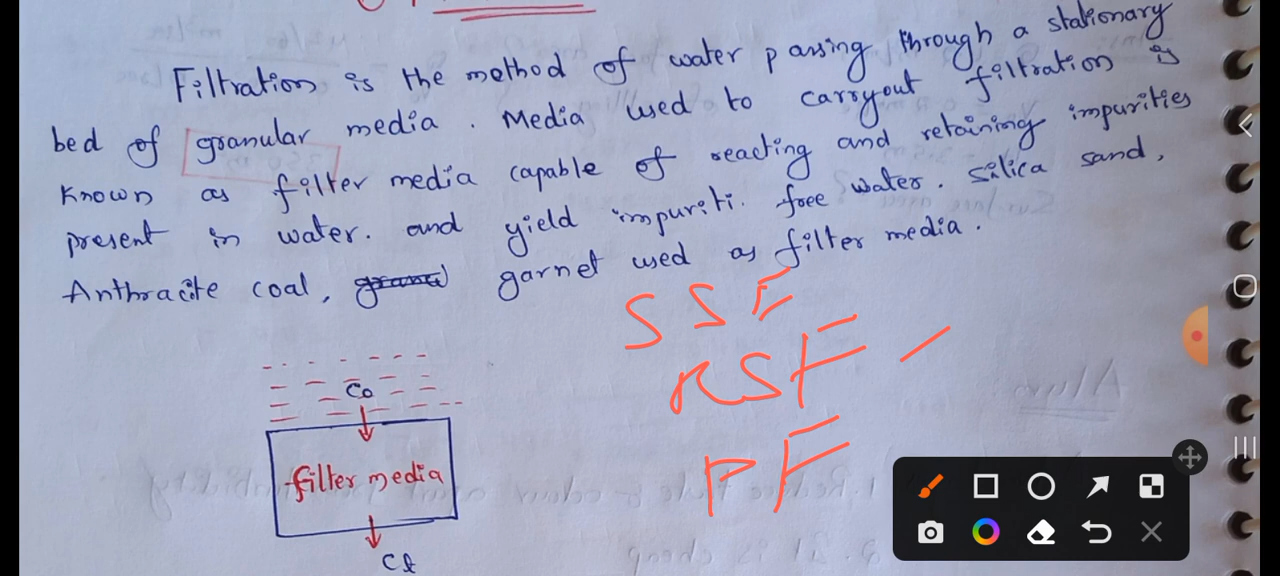 Filtration is the method of water passing through a stationary
bed of granular media. Media used to carryout filtration is
known as filter media capable of reacting and retaining impurities
present in water. and yield impuriti. free water. Silica sand,
Anthracite coal, garnet used as filter media.
SSF
RSF -
PF
Co
filter media